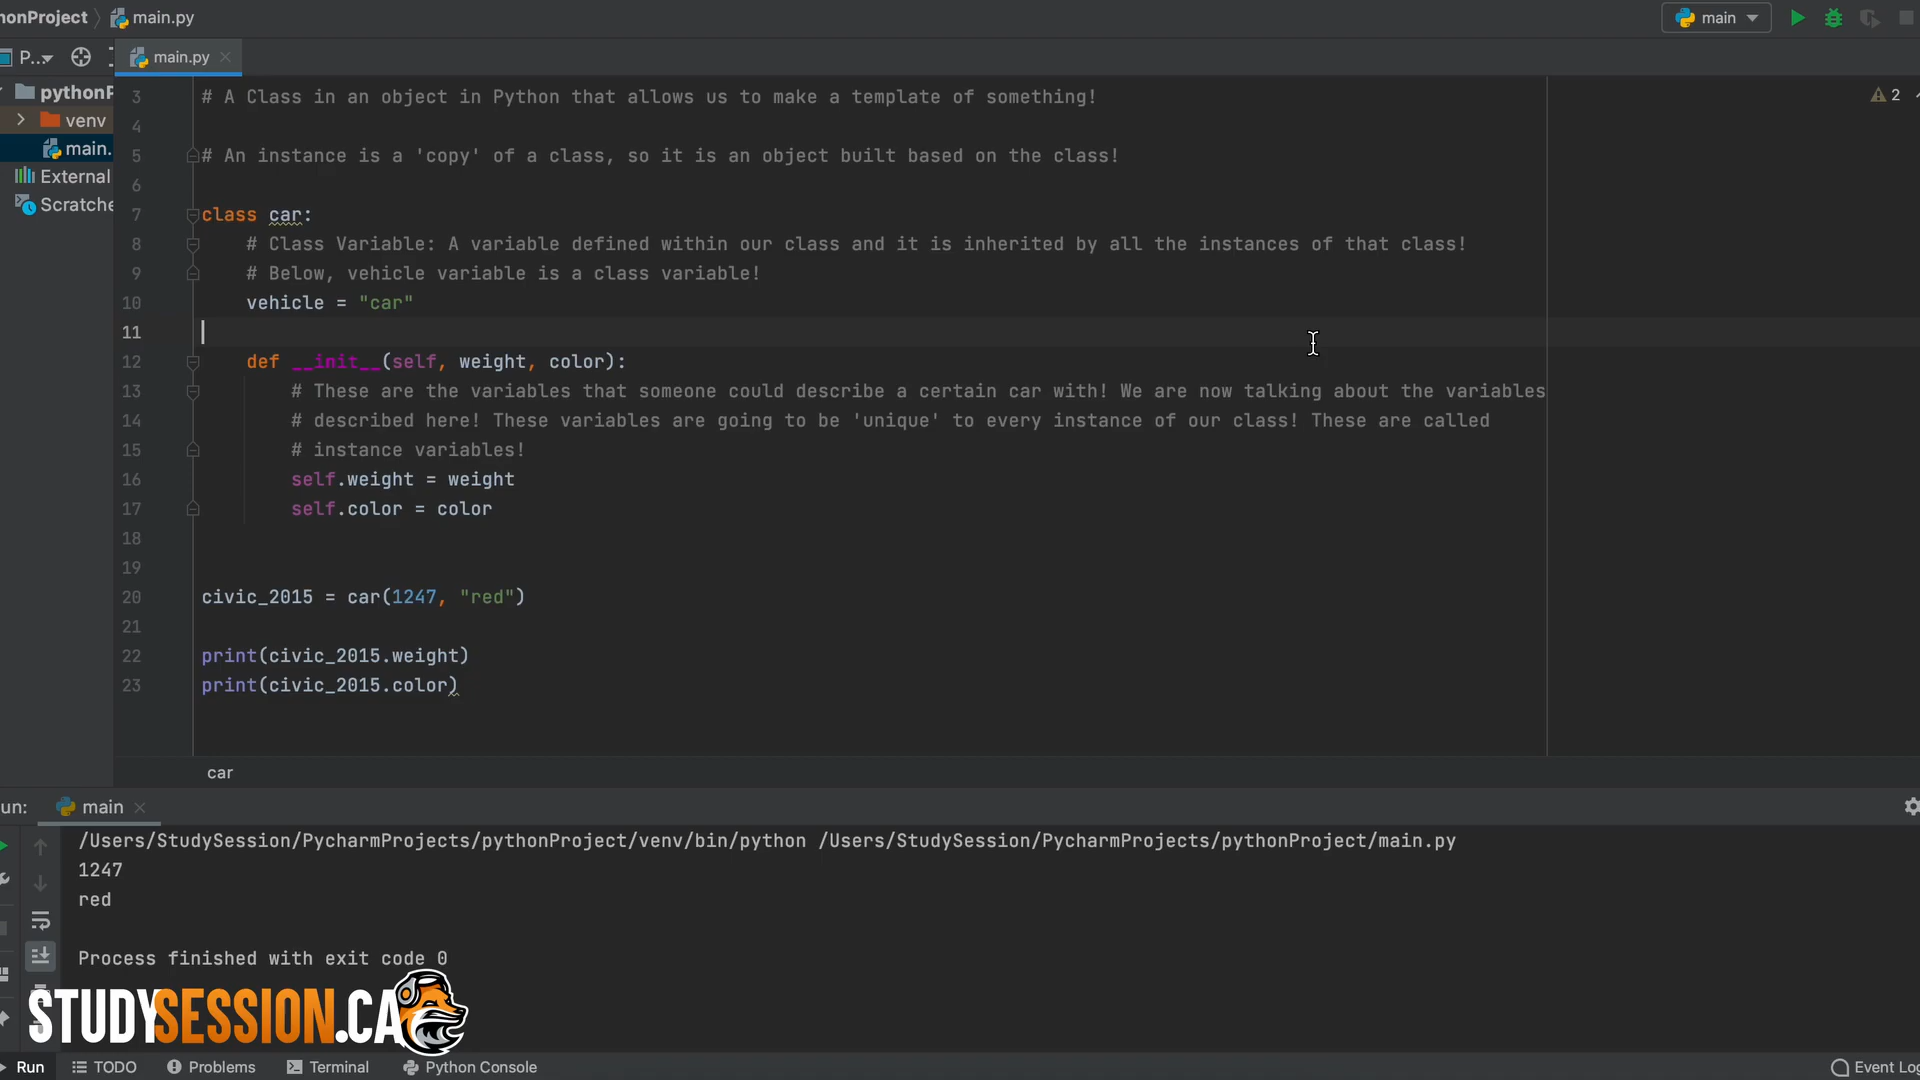 onProject main.py
main
P... main.py
pythonP
venv
main.
External
Scratche
2
3 # A Class in an object in Python that allows us to make a template of something!
4
5 # An instance is a 'copy' of a class, so it is an object built based on the class!
6
7 class car:
8 # Class Variable: A variable defined within our class and it is inherited by all the instances of that class!
9 # Below, vehicle variable is a class variable!
10 vehicle = "car"
11
12 def __init__(self, weight, color):
13 # These are the variables that someone could describe a certain car with! We are now talking about the variables
14 # described here! These variables are going to be 'unique' to every instance of our class! These are called
15 # instance variables!
16 self.weight = weight
17 self.color = color
18
19
20 civic_2015 = car(1247, "red")
21
22 print(civic_2015.weight)
23 print(civic_2015.color)
car
un: main
/Users/StudySession/PycharmProjects/pythonProject/venv/bin/python /Users/StudySession/PycharmProjects/pythonProject/main.py
1247
red
Process finished with exit code 0
STUDYSESSION.CA
Run TODO Problems Terminal Python Console Event Log